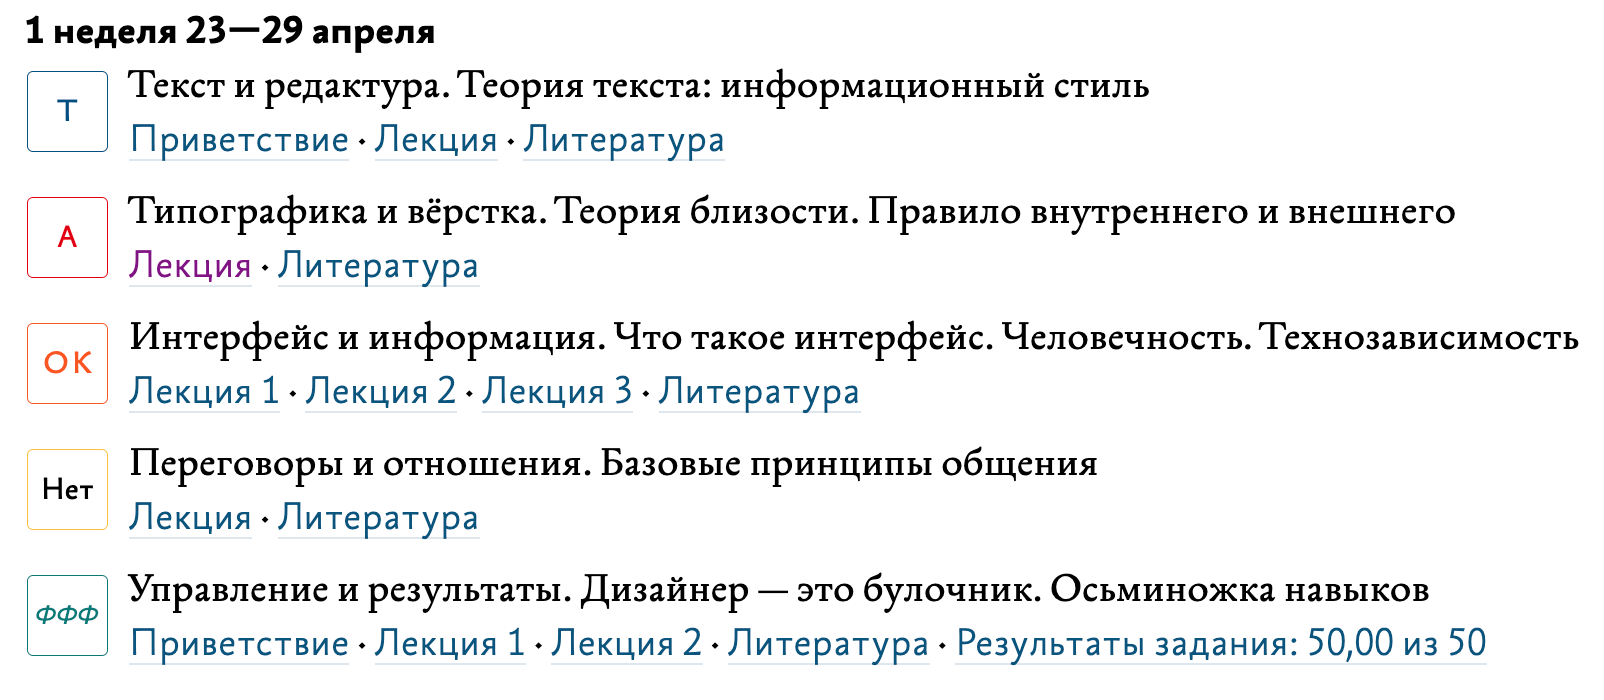 1 неделя 23—29 апреля
Т
Текст и редактура. Теория текста: информационный стиль
Приветствие · Лекция · Литература
А
Типографика и вёрстка. Теория близости. Правило внутреннего и внешнего
Лекция · Литература
ОК
Интерфейс и информация. Что такое интерфейс. Человечность. Технозависимость
Лекция 1 · Лекция 2 · Лекция 3 · Литература
Нет
Переговоры и отношения. Базовые принципы общения
Лекция · Литература
ФФФ
Управление и результаты. Дизайнер — это булочник. Осьминожка навыков
Приветствие · Лекция 1 · Лекция 2 · Литература · Результаты задания: 50,00 из 50